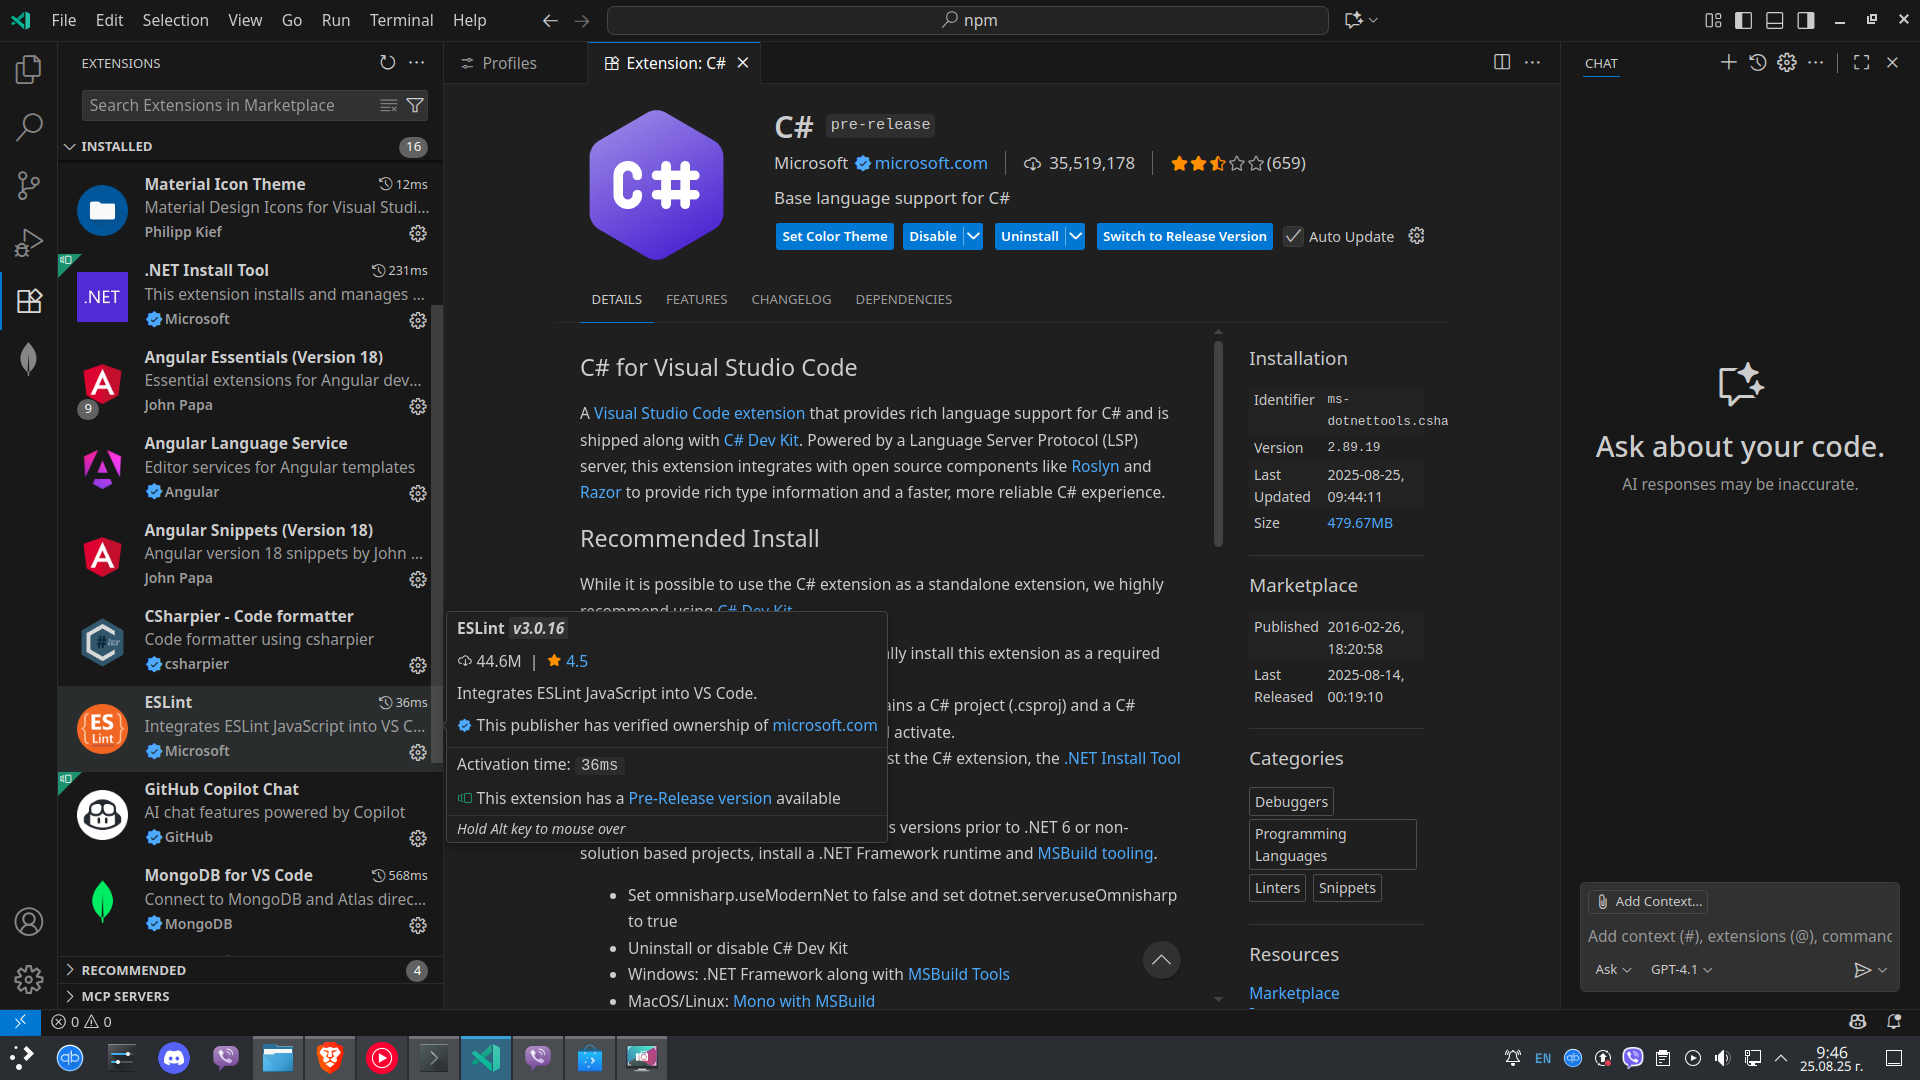 File Edit Selection View Go Run Terminal Help
npm
EXTENSIONS
Search Extensions in Marketplace
INSTALLED 16
Material Icon Theme 12ms
Material Design Icons for Visual Studi...
Philipp Kief
.NET
.NET Install Tool 231ms
This extension installs and manages ...
Microsoft
Angular Essentials (Version 18)
Essential extensions for Angular dev...
9
John Papa
Angular Language Service
Editor services for Angular templates
Angular
Angular Snippets (Version 18)
Angular version 18 snippets by John ...
John Papa
CSharpier - Code formatter
Code formatter using csharpier
csharpier
ES
Lint
ESLint 36ms
Integrates ESLint JavaScript into VS C...
Microsoft
GitHub Copilot Chat
AI chat features powered by Copilot
GitHub
MongoDB for VS Code 568ms
Connect to MongoDB and Atlas direc...
MongoDB
RECOMMENDED 4
MCP SERVERS
Profiles
Extension: C#
C#
C# pre-release
Microsoft microsoft.com 35,519,178 (659)
Base language support for C#
Set Color Theme Disable Uninstall Switch to Release Version Auto Update
DETAILS FEATURES CHANGELOG DEPENDENCIES
C# for Visual Studio Code
A Visual Studio Code extension that provides rich language support for C# and is
shipped along with C# Dev Kit. Powered by a Language Server Protocol (LSP)
server, this extension integrates with open source components like Roslyn and
Razor to provide rich type information and a faster, more reliable C# experience.
Recommended Install
While it is possible to use the C# extension as a standalone extension, we highly
recommend using C# Dev Kit.
ally install this extension as a required
ains a C# project (.csproj) and a C#
activate.
st the C# extension, the .NET Install Tool
s versions prior to .NET 6 or non-
solution based projects, install a .NET Framework runtime and MSBuild tooling.
• Set omnisharp.useModernNet to false and set dotnet.server.useOmnisharp
to true
• Uninstall or disable C# Dev Kit
• Windows: .NET Framework along with MSBuild Tools
• MacOS/Linux: Mono with MSBuild
ESLint v3.0.16
44.6M | 4.5
Integrates ESLint JavaScript into VS Code.
This publisher has verified ownership of microsoft.com
Activation time: 36ms
This extension has a Pre-Release version available
Hold Alt key to mouse over
Installation
Identifier ms-
dotnettools.csha
Version 2.89.19
Last 2025-08-25,
Updated 09:44:11
Size 479.67MB
Marketplace
Published 2016-02-26,
18:20:58
Last 2025-08-14,
Released 00:19:10
Categories
Debuggers
Programming
Languages
Linters Snippets
Resources
Marketplace
CHAT
Ask about your code.
AI responses may be inaccurate.
Add Context...
Add context (#), extensions (@), commanc
Ask GPT-4.1
0 0
EN
9:46
25.08.25 г.